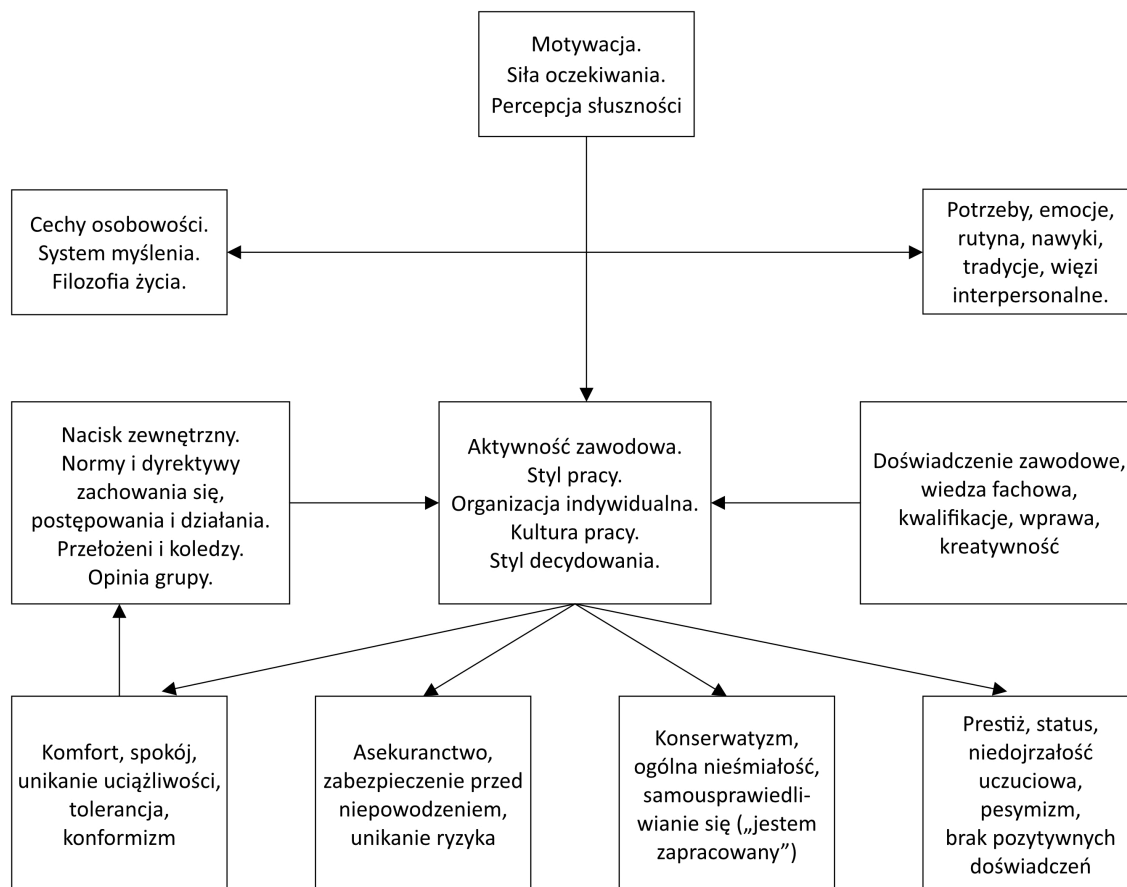 Motywacja.
Siła oczekiwania.
Percepcja słuszności
Cechy osobowości.
System myślenia.
Filozofia życia.
Potrzeby, emocje,
rutyna, nawyki,
tradycje, więzi
interpersonalne.
Nacisk zewnętrzny.
Normy i dyrektywy
zachowania się,
postępowania i działania.
Przełożeni i koledzy.
Opinia grupy.
Aktywność zawodowa.
Styl pracy.
Organizacja indywidualna.
Kultura pracy.
Styl decydowania.
Doświadczenie zawodowe,
wiedza fachowa,
kwalifikacje, wprawa,
kreatywność
Komfort, spokój,
unikanie uciążliwości,
tolerancja,
konformizm
Asekuranctwo,
zabezpieczenie przed
niepowodzeniem,
unikanie ryzyka
Konserwatyzm,
ogólna nieśmiałość,
samousprawiedli-
wianie się („jestem
zapracowany”)
Prestiż, status,
niedojrzałość
uczuciowa,
pesymizm,
brak pozytywnych
doświadczeń